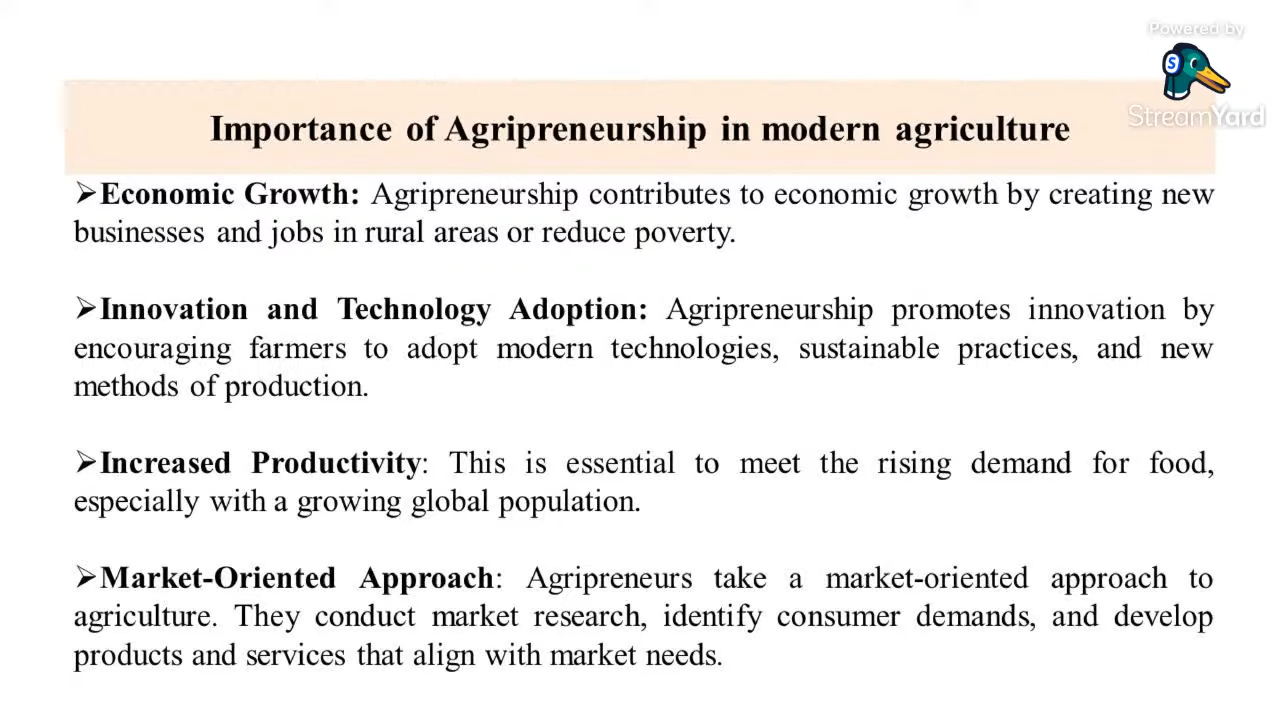 Powered by
S
StreamYard
Importance of Agripreneurship in modern agriculture
➢Economic Growth: Agripreneurship contributes to economic growth by creating new
businesses and jobs in rural areas or reduce poverty.
➢Innovation and Technology Adoption: Agripreneurship promotes innovation by
encouraging farmers to adopt modern technologies, sustainable practices, and new
methods of production.
➢Increased Productivity: This is essential to meet the rising demand for food,
especially with a growing global population.
➢Market-Oriented Approach: Agripreneurs take a market-oriented approach to
agriculture. They conduct market research, identify consumer demands, and develop
products and services that align with market needs.